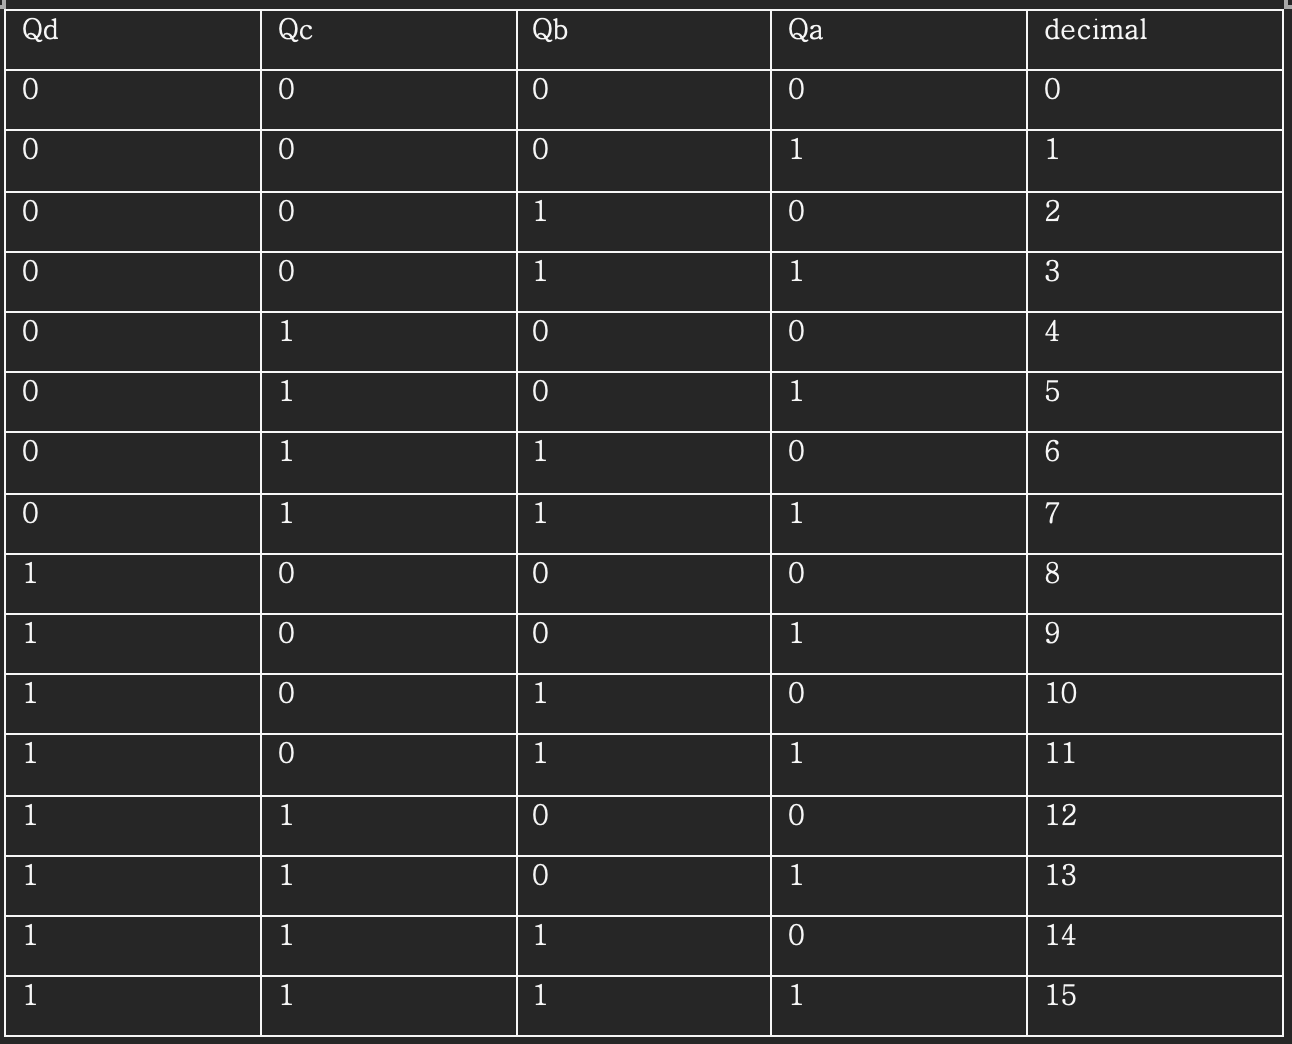 Qd Qc Qb Qa decimal
0 0 0 0 0
0 0 0 1 1
0 0 1 0 2
0 0 1 1 3
0 1 0 0 4
0 1 0 1 5
0 1 1 0 6
0 1 1 1 7
1 0 0 0 8
1 0 0 1 9
1 0 1 0 10
1 0 1 1 11
1 1 0 0 12
1 1 0 1 13
1 1 1 0 14
1 1 1 1 15